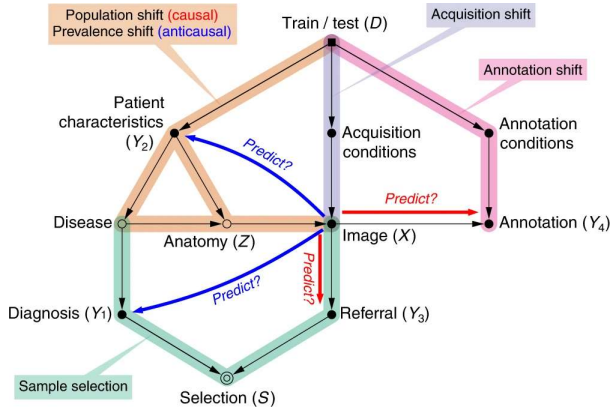 Population shift (causal)
Prevalence shift (anticausal)
Train / test (D)
Acquisition shift
Annotation shift
Patient
characteristics
(Y2)
Acquisition
conditions
Annotation
conditions
Predict?
Predict?
Disease
Anatomy (Z)
Image (X)
Annotation (Y4)
Predict?
Predict?
Diagnosis (Y1)
Referral (Y3)
Sample selection
Selection (S)